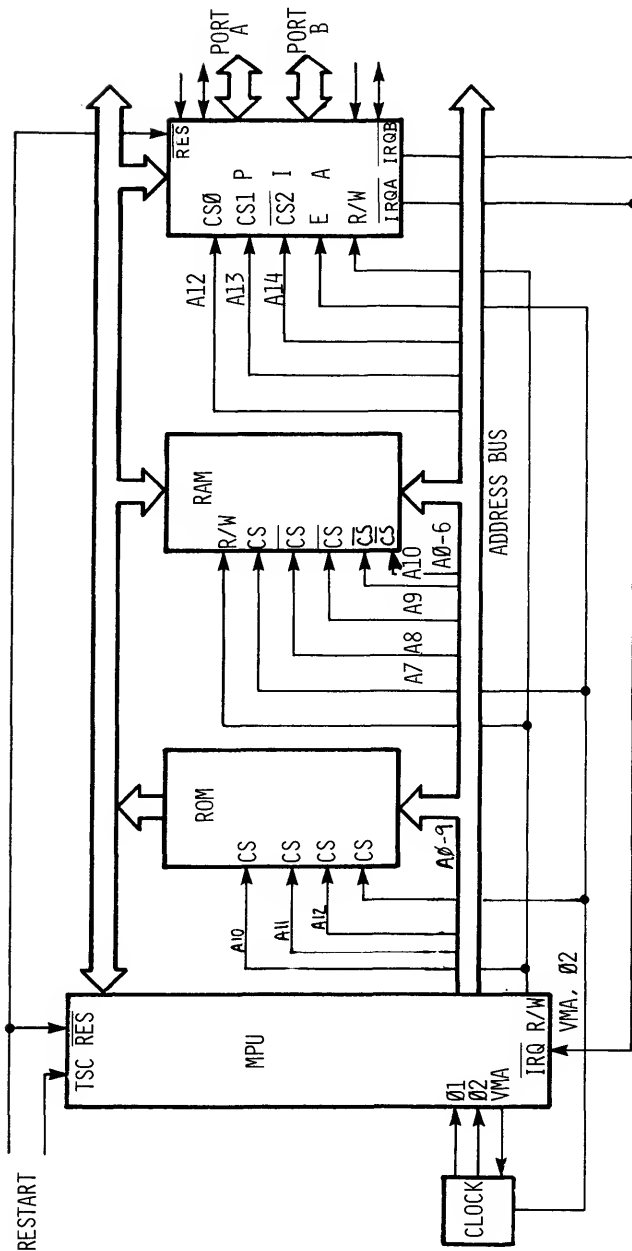 RESTART
TSC
RES
MPU
Ø1
Ø2
VMA
IRQ
R/W
VMA, Ø2
CLOCK
ROM
CS
CS
CS
CS
A10
A11
A12
AØ-9
RAM
R/W
CS
CS
CS
CS
CS
A7
A8
A9
A10
AØ-6
ADDRESS BUS
RES
CSØ
CS1
CS2
E
R/W
P
I
A
IRQA
IRQB
A12
A13
A14
PORT
A
PORT
B